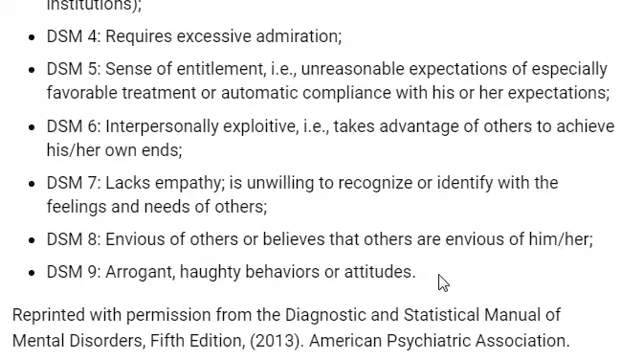 institutions);
• DSM 4: Requires excessive admiration;
• DSM 5: Sense of entitlement, i.e., unreasonable expectations of especially
favorable treatment or automatic compliance with his or her expectations;
• DSM 6: Interpersonally exploitive, i.e., takes advantage of others to achieve
his/her own ends;
• DSM 7: Lacks empathy; is unwilling to recognize or identify with the
feelings and needs of others;
• DSM 8: Envious of others or believes that others are envious of him/her;
• DSM 9: Arrogant, haughty behaviors or attitudes.
Reprinted with permission from the Diagnostic and Statistical Manual of
Mental Disorders, Fifth Edition, (2013). American Psychiatric Association.